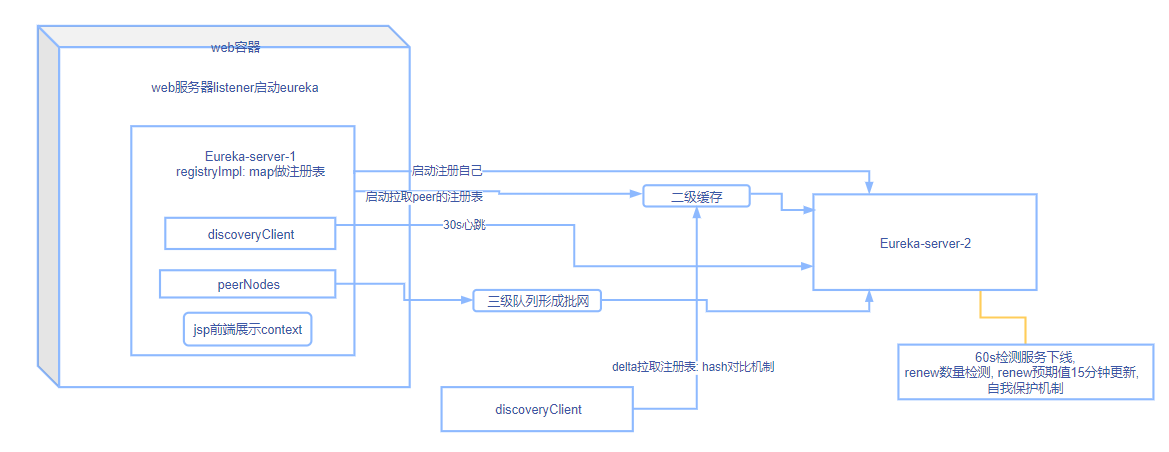 web容器
web服务器listener启动eureka
Eureka-server-1
registryImpl: map做注册表
启动注册自己
启动拉取peer的注册表
二级缓存
discoveryClient
30s心跳
Eureka-server-2
peerNodes
三级队列形成批网
jsp前端展示context
60s检测服务下线,
renew数量检测, renew预期值15分钟更新,
自我保护机制
delta拉取注册表: hash对比机制
discoveryClient